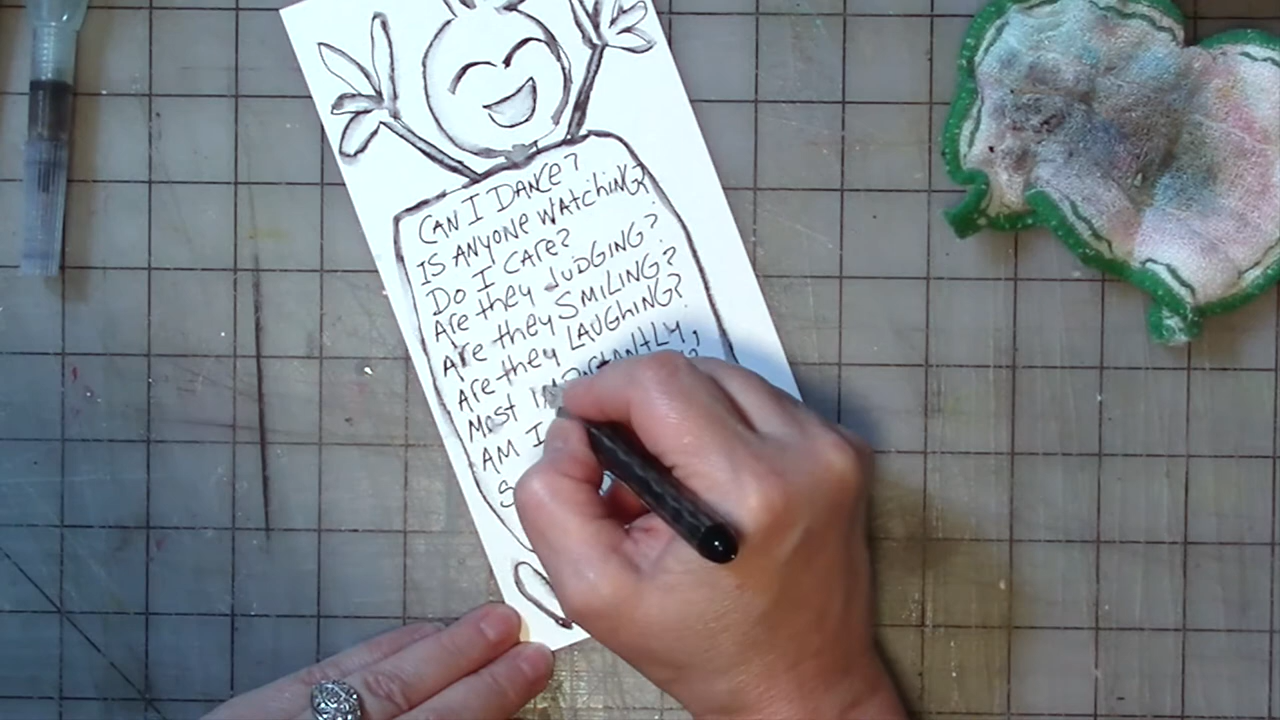 CAN I DANCE?
IS ANYONE WATCHING?
DO I CARE?
Are they JUDGING?
Are they SMILING?
Are they LAUGHING?
MOST IMPORTANTLY,
AM I